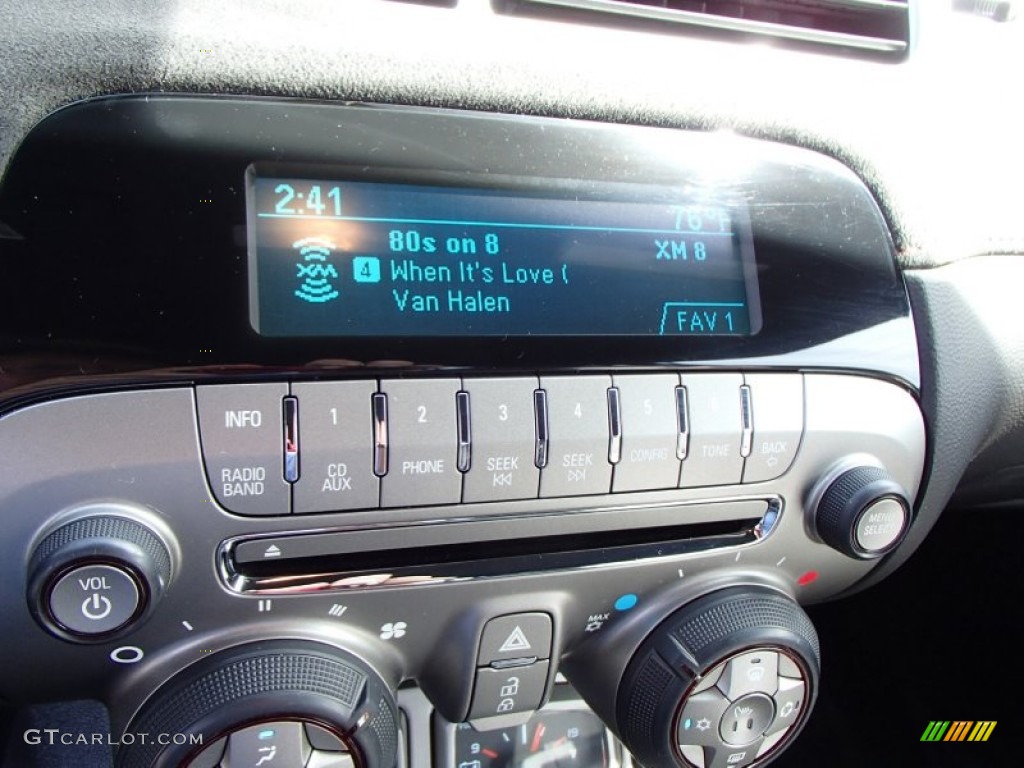 2:41
76°F
80s on 8
XM 8
XM
4 When It's Love (
Van Halen
FAV 1
INFO 1 2 3 4 5 6
RADIO BAND
CD AUX
PHONE
SEEK
SEEK
CONFIG
TONE
BACK
MENU
SELECT
VOL
MAX
GTCARLOT.COM